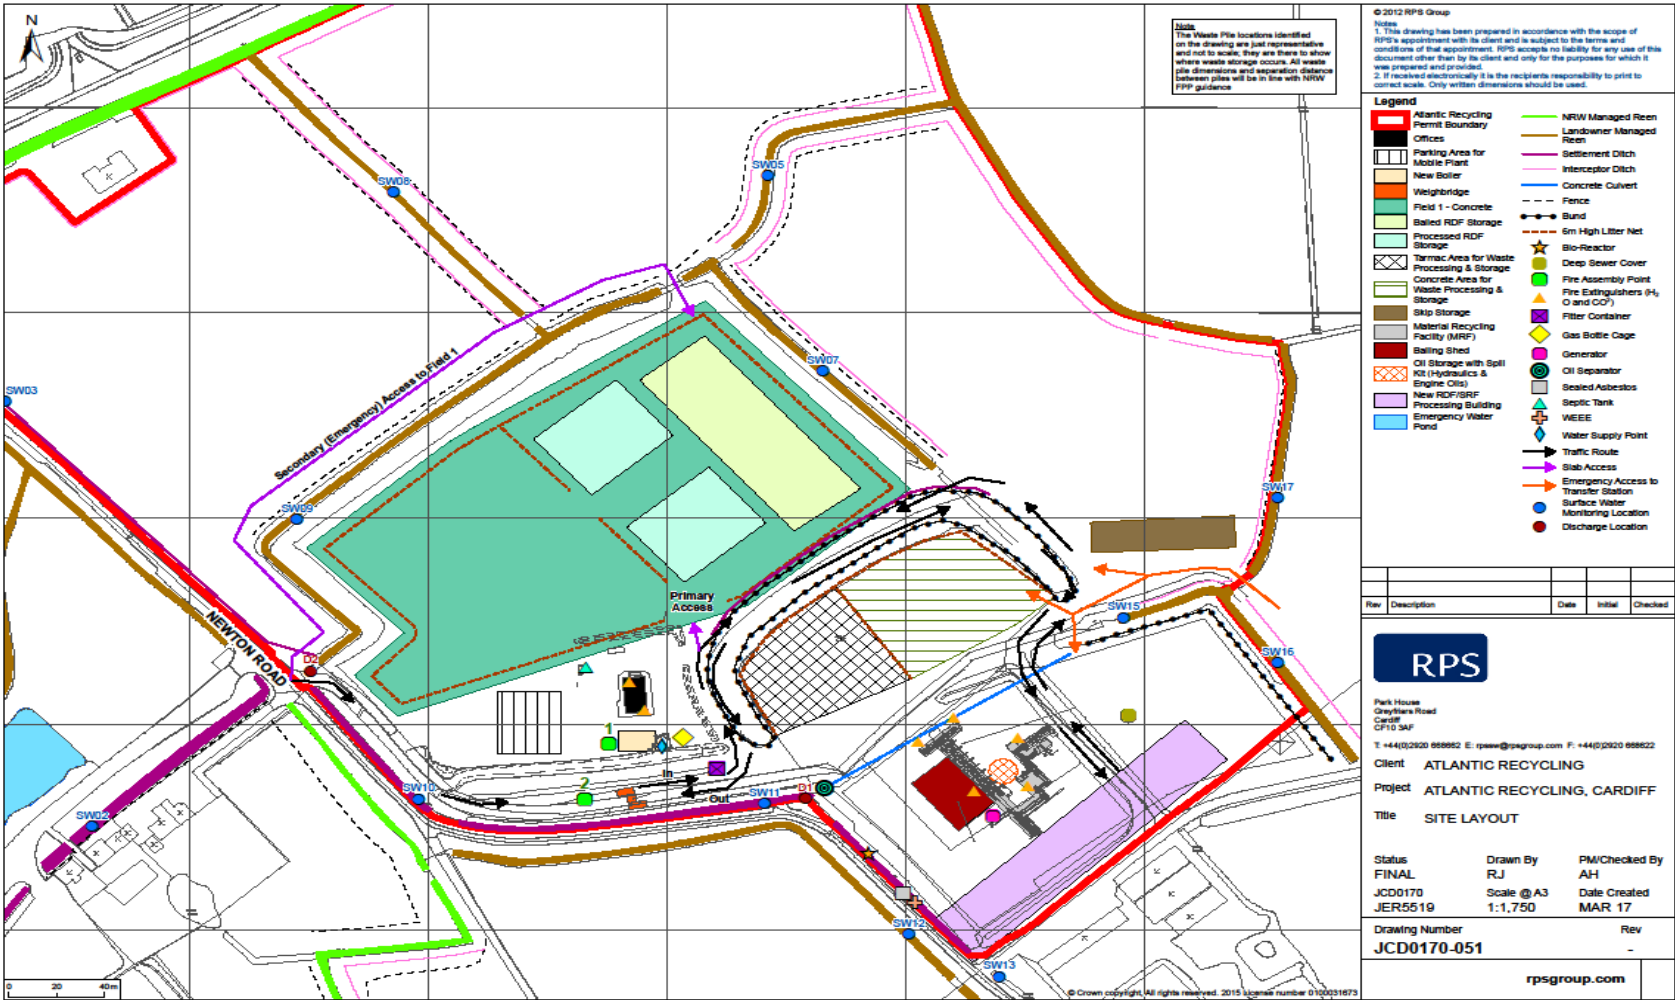 N
Note
The Waste Pile locations identified
on the drawing are just representative
and not to scale; they are there to show
where waste storage occurs. All waste
pile dimensions and separation distance
between piles will be in line with NRW
FPP guidance
SW05
SW08
SW07
SW03
Secondary (Emergency) Access to Field 1
SW09
SW17
Primary
Access
SW15
NEWTON ROAD
D2
SW16
1
2
In
Out
SW10
SW11
D1
SW02
SW12
SW13
0 20 40m
© Crown copyright, All rights reserved. 2015 License number 0100031673
© 2012 RPS Group
Notes
1. This drawing has been prepared in accordance with the scope of
RPS's appointment with its client and is subject to the terms and
conditions of that appointment. RPS accepts no liability for any use of this
document other than by its client and only for the purposes for which it
was prepared and provided.
2. If received electronically it is the recipients responsibility to print to
correct scale. Only written dimensions should be used.
Legend
Atlantic Recycling
Permit Boundary
Offices
Parking Area for
Mobile Plant
New Boiler
Weighbridge
Field 1 - Concrete
Bailed RDF Storage
Processed RDF
Storage
Tarmac Area for Waste
Processing & Storage
Concrete Area for
Waste Processing &
Storage
Skip Storage
Material Recycling
Facility (MRF)
Bailing Shed
Oil Storage with Spill
Kit (Hydraulics &
Engine Oils)
New RDF/SRF
Processing Building
Emergency Water
Pond
NRW Managed Reen
Landowner Managed
Reen
Settlement Ditch
Interceptor Ditch
Concrete Culvert
Fence
Bund
6m High Litter Net
Bio-Reactor
Deep Sewer Cover
Fire Assembly Point
Fire Extinguishers (H₂
O and CO²)
Fitter Container
Gas Bottle Cage
Generator
Oil Separator
Sealed Asbestos
Septic Tank
WEEE
Water Supply Point
Traffic Route
Slab Access
Emergency Access to
Transfer Station
Surface Water
Monitoring Location
Discharge Location
Rev Description Date Initial Checked
RPS
Park House
Greyfriars Road
Cardiff
CF10 3AF
T: +44(0)2920 668662 E: rpssw@rpsgroup.com F: +44(0)2920 668622
Client ATLANTIC RECYCLING
Project ATLANTIC RECYCLING, CARDIFF
Title SITE LAYOUT
Status Drawn By PM/Checked By
FINAL RJ AH
JCD0170 Scale @ A3 Date Created
JER5519 1:1,750 MAR 17
Drawing Number Rev
JCD0170-051 -
rpsgroup.com